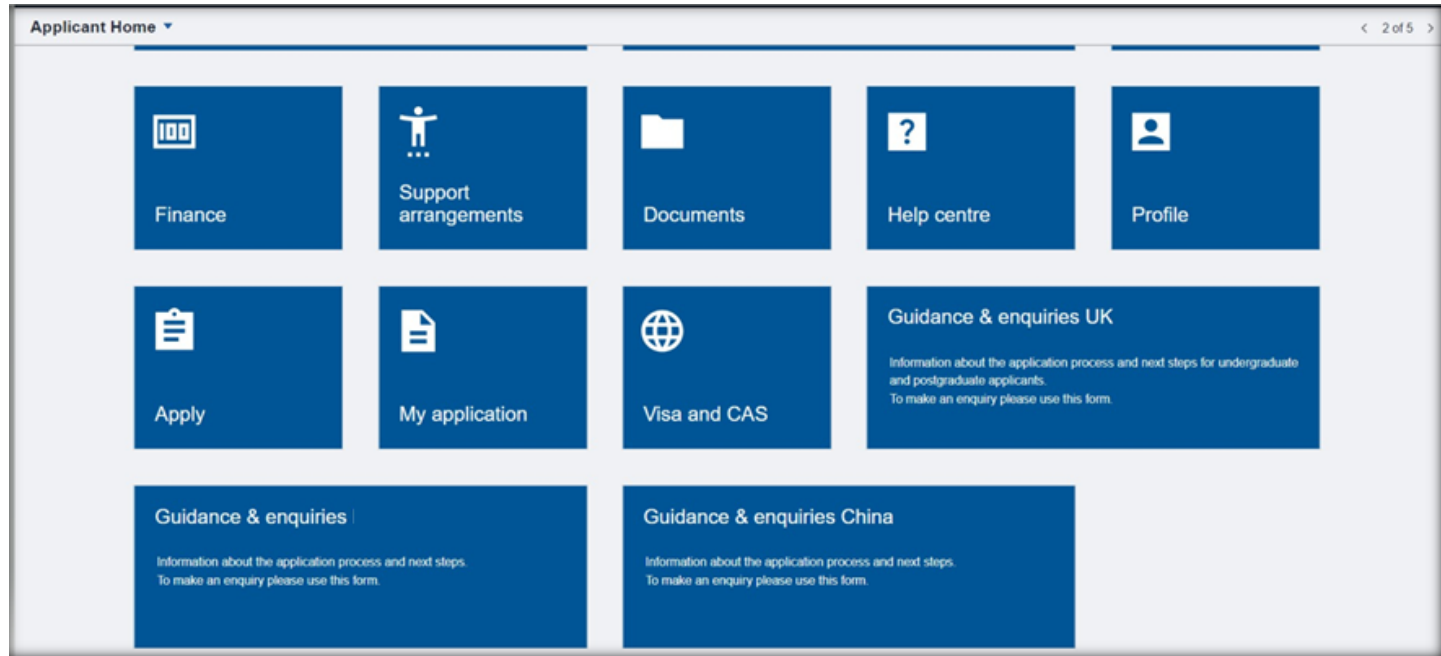 Applicant Home
2 of 5
Finance
Support
arrangements
Documents
Help centre
Profile
Apply
My application
Visa and CAS
Guidance & enquiries UK
Information about the application process and next steps for undergraduate
and postgraduate applicants.
To make an enquiry please use this form.
Guidance & enquiries
Information about the application process and next steps.
To make an enquiry please use this form.
Guidance & enquiries China
Information about the application process and next steps.
To make an enquiry please use this form.